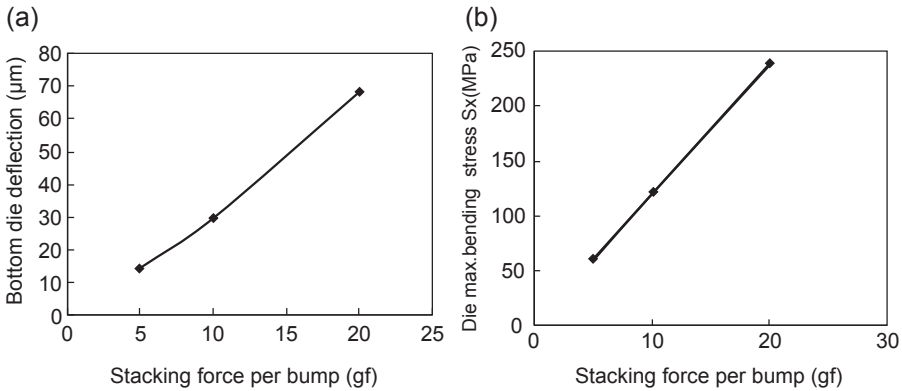 (a)
80
70
60
50
40
30
20
10
0
0 5 10 15 20 25
Bottom die deflection (μm)
Stacking force per bump (gf)
(b)
250
200
150
100
50
0
0 10 20 30
Die max.bending stress Sx(MPa)
Stacking force per bump (gf)